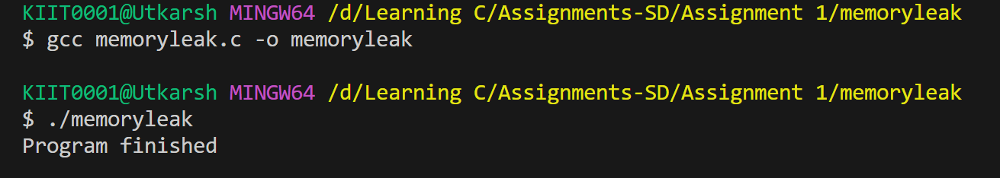 KIIT0001@Utkarsh MINGW64 /d/Learning C/Assignments-SD/Assignment 1/memoryleak
$ gcc memoryleak.c -o memoryleak
KIIT0001@Utkarsh MINGW64 /d/Learning C/Assignments-SD/Assignment 1/memoryleak
$ ./memoryleak
Program finished